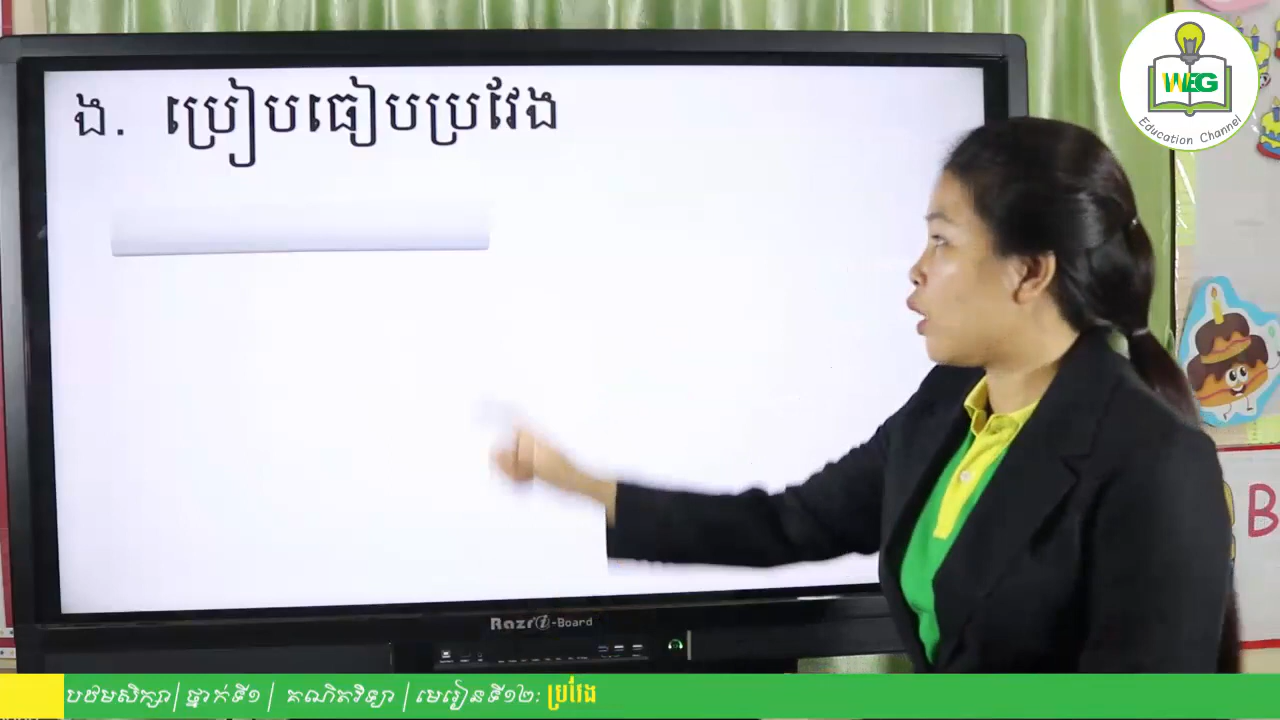 ង. ប្រៀបធៀបប្រវែង
WEG
Education Channel
B
Razr i-Board
បឋមសិក្សា| ថ្នាក់ទី១ | គណិតវិទ្យា | មេរៀនទី១២: ប្រវែង